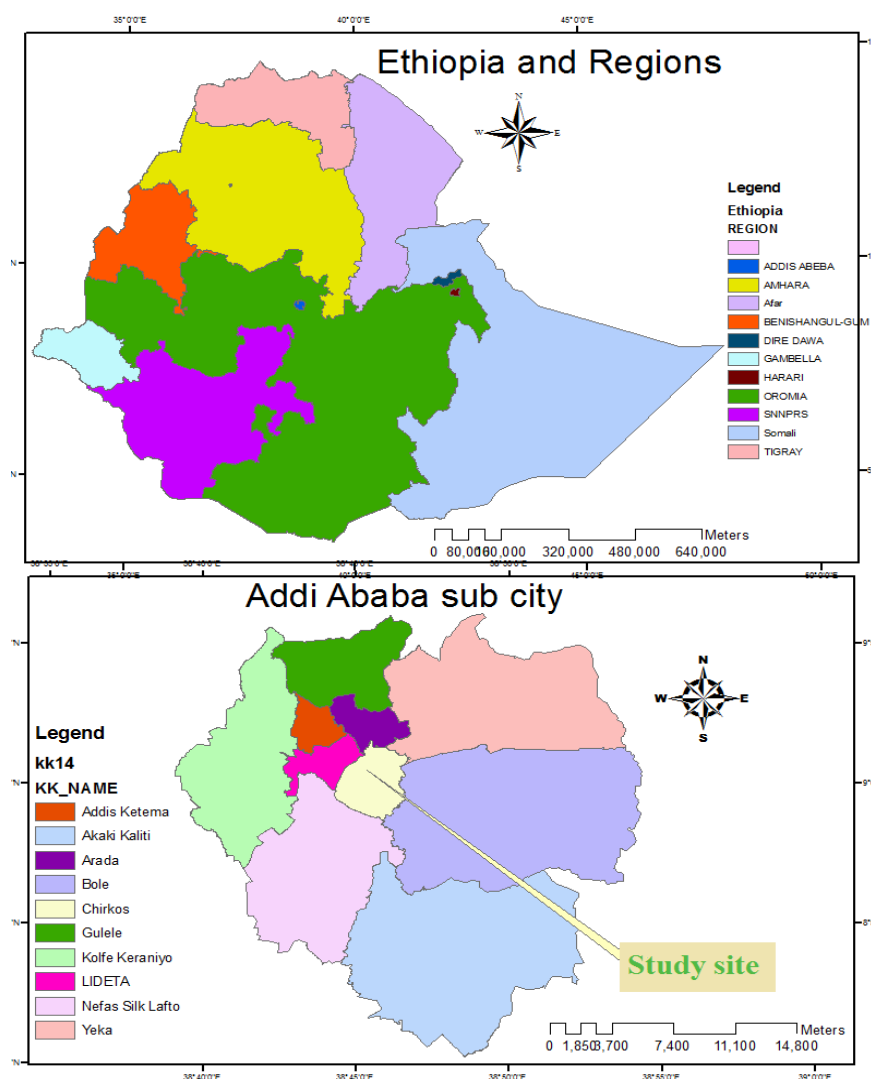 35°0'0"E 40°0'0"E 45°0'0"E
Ethiopia and Regions
N
W E
S
Legend
Ethiopia
REGION
ADDIS ABEBA
AMHARA
Afar
BENISHANGUL-GUM
DIRE DAWA
GAMBELLA
HARARI
OROMIA
SNNPRS
Somali
TIGRAY
Meters
0 80,000 160,000 320,000 480,000 640,000
Addi Ababa sub city
N
W E
S
Legend
kk14
KK_NAME
Addis Ketema
Akaki Kaliti
Arada
Bole
Chirkos
Gulele
Kolfe Keraniyo
LIDETA
Nefas Silk Lafto
Yeka
Study site
Meters
0 1,850 3,700 7,400 11,100 14,800
38°40'0"E 38°45'0"E 38°50'0"E 38°55'0"E 39°0'0"E